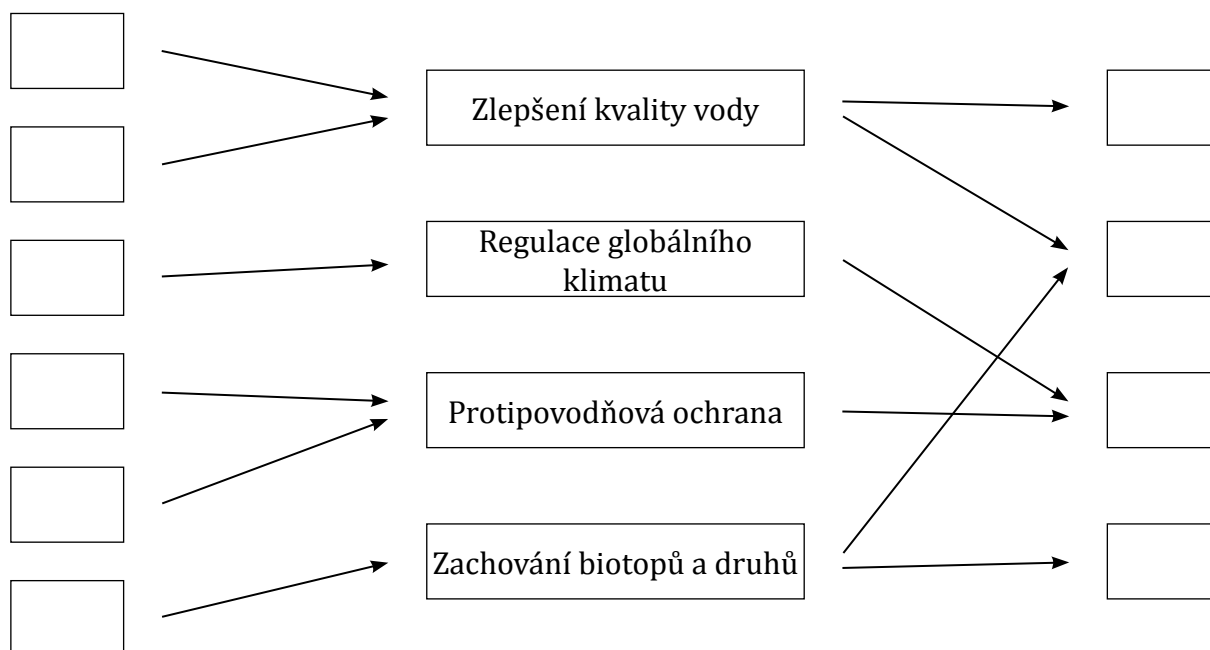 Zlepšení kvality vody
Regulace globálního
klimatu
Protipovodňová ochrana
Zachování biotopů a druhů